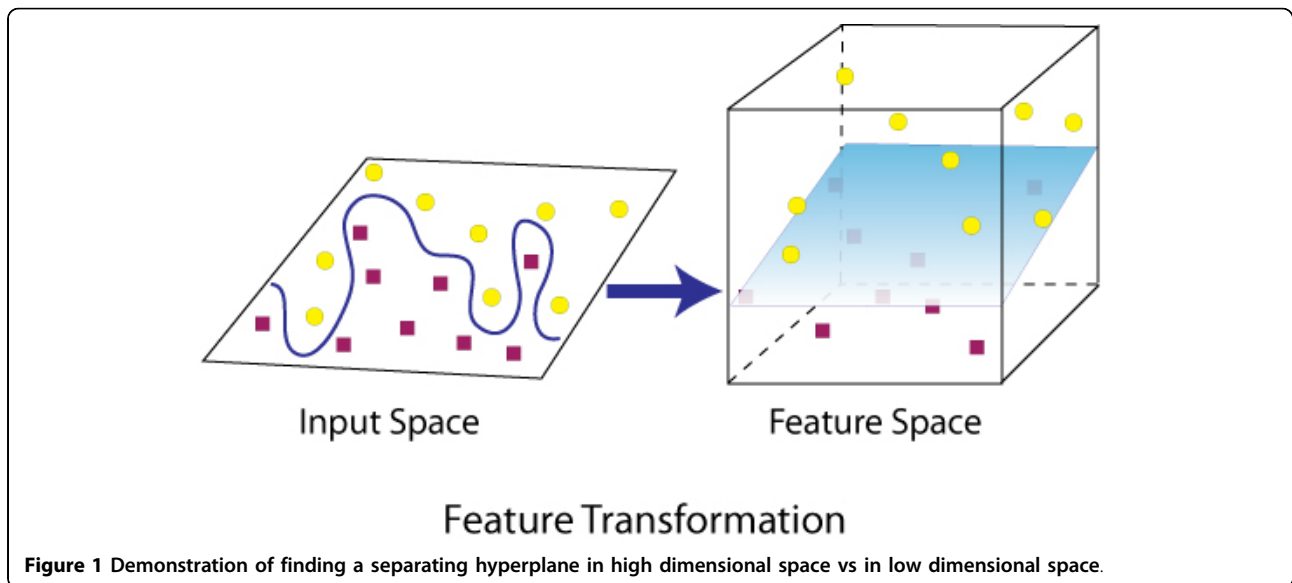 Input Space
Feature Space
Feature Transformation
Figure 1 Demonstration of finding a separating hyperplane in high dimensional space vs in low dimensional space.